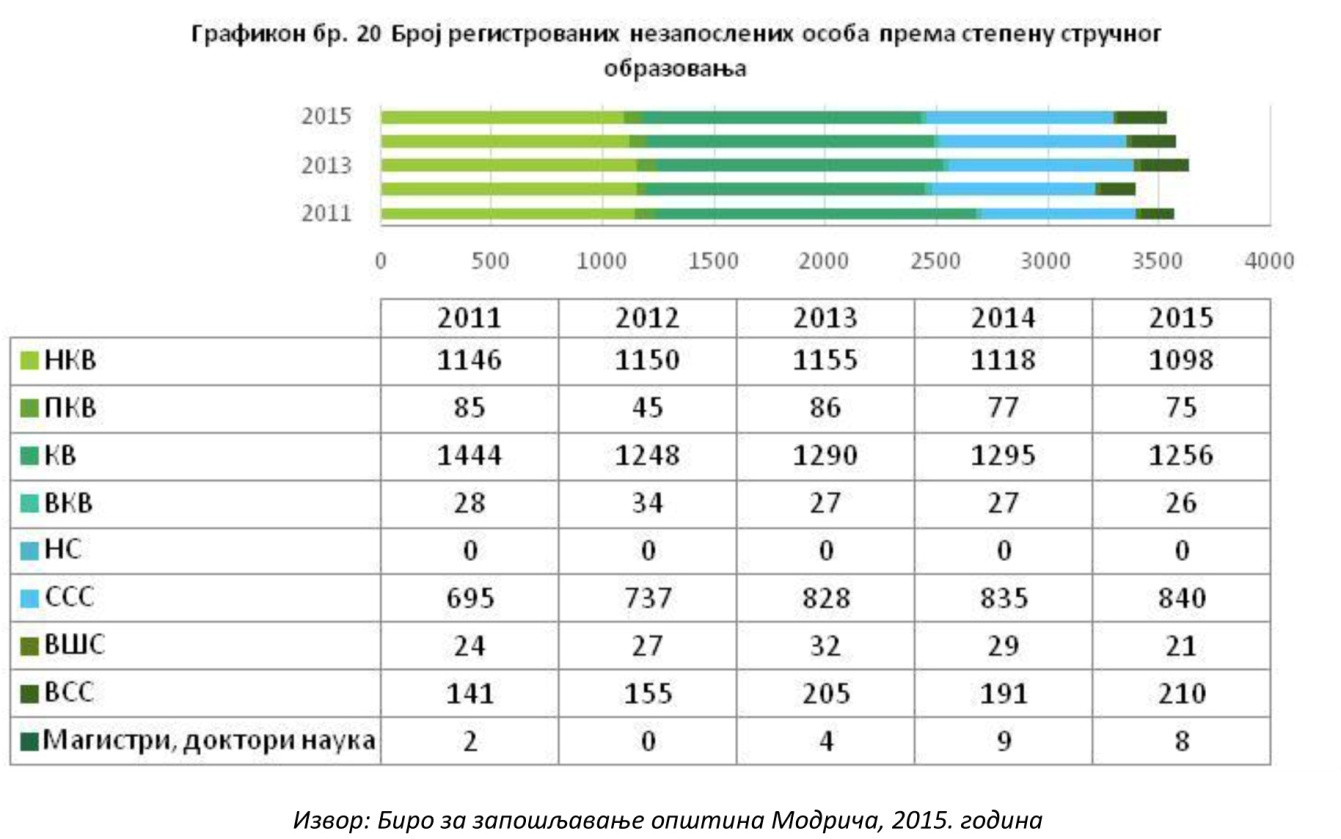 Графикон бр. 20 Број регистрованих незапослених особа према степену стручног
образовања
2015
2013
2011
0 500 1000 1500 2000 2500 3000 3500 4000
2011 2012 2013 2014 2015
НКВ 1146 1150 1155 1118 1098
ПКВ 85 45 86 77 75
КВ 1444 1248 1290 1295 1256
ВКВ 28 34 27 27 26
НС 0 0 0 0 0
ССС 695 737 828 835 840
ВШС 24 27 32 29 21
ВСС 141 155 205 191 210
Магистри, доктори наука 2 0 4 9 8
Извор: Биро за запошљавање општина Модрича, 2015. година